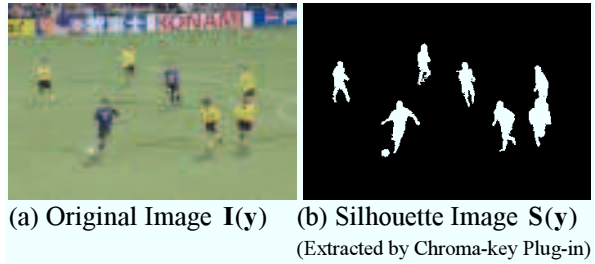 KONAMI
(a) Original Image I(y)
(b) Silhouette Image S(y)
(Extracted by Chroma-key Plug-in)